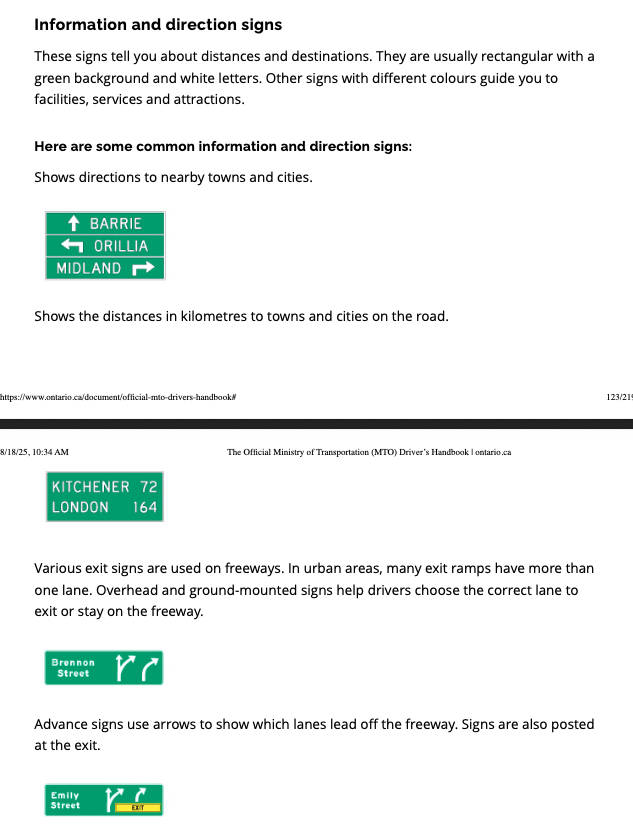 Information and direction signs
These signs tell you about distances and destinations. They are usually rectangular with a
green background and white letters. Other signs with different colours guide you to
facilities, services and attractions.
Here are some common information and direction signs:
Shows directions to nearby towns and cities.
BARRIE
ORILLIA
MIDLAND
Shows the distances in kilometres to towns and cities on the road.
https://www.ontario.ca/document/official-mto-drivers-handbook#
123/219
8/18/25, 10:34 AM
The Official Ministry of Transportation (MTO) Driver's Handbook | ontario.ca
KITCHENER 72
LONDON 164
Various exit signs are used on freeways. In urban areas, many exit ramps have more than
one lane. Overhead and ground-mounted signs help drivers choose the correct lane to
exit or stay on the freeway.
Brennon
Street
Advance signs use arrows to show which lanes lead off the freeway. Signs are also posted
at the exit.
Emily
Street
EXIT